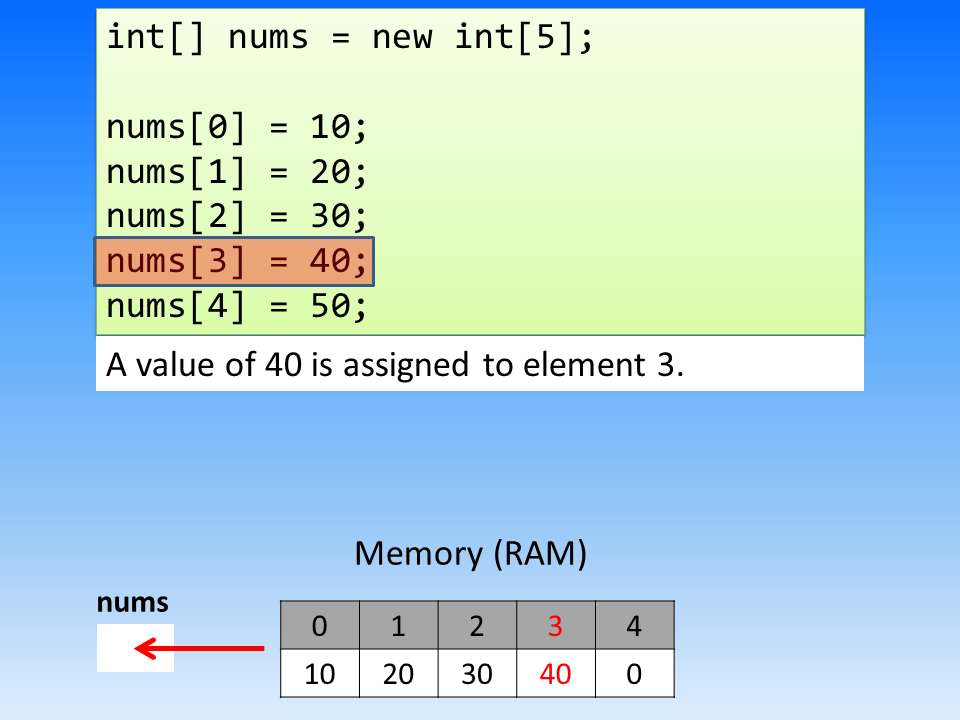 int[] nums = new int[5];
nums[0] = 10;
nums[1] = 20;
nums[2] = 30;
nums[3] = 40;
nums[4] = 50;
A value of 40 is assigned to element 3.
Memory (RAM)
nums
0 1 2 3 4
10 20 30 40 0